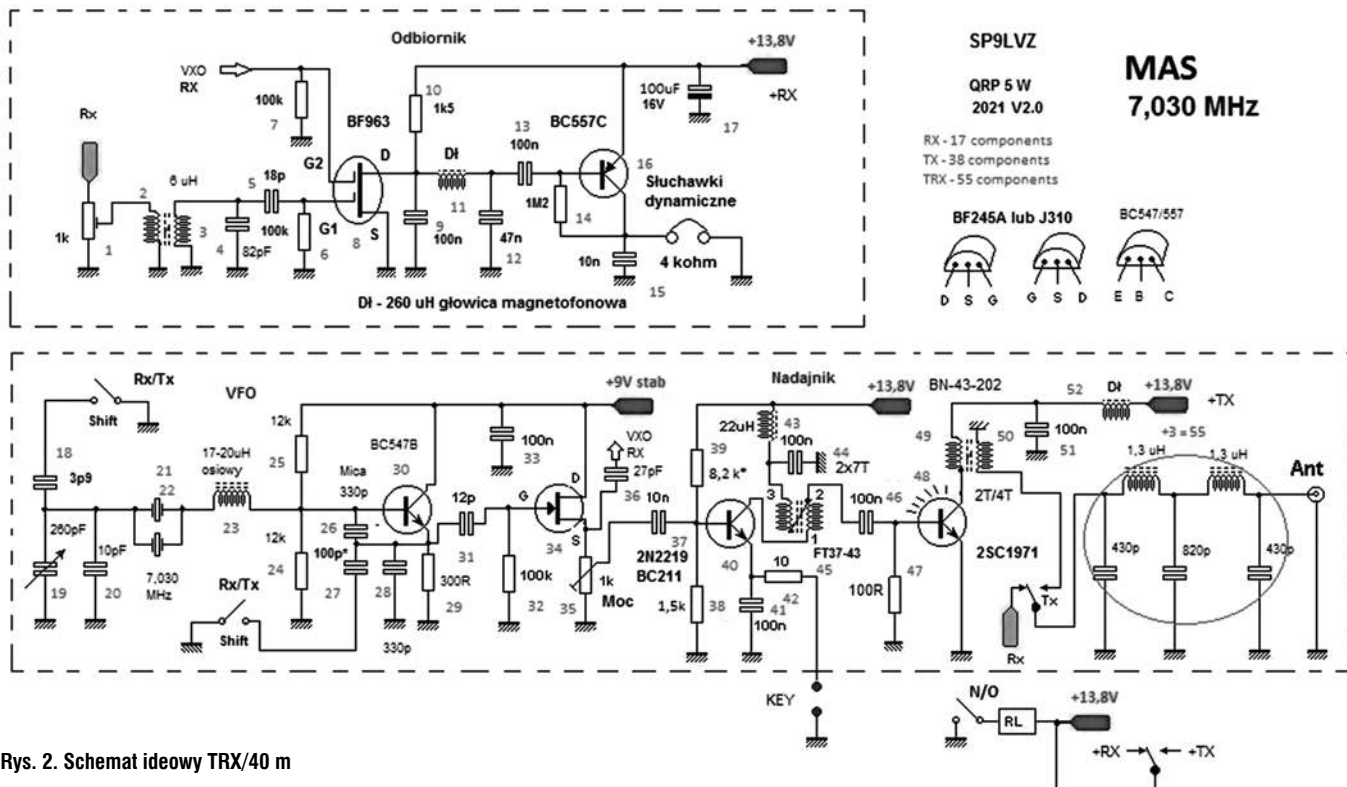 Odbiornik
+13,8V
VXO
RX
100k
7
10
1k5
BF963
100uF
16V
+RX
17
Rx
G2
D
Dł
13
100n
BC557C
16
Słuchawki
dynamiczne
2
6 uH
5
18p
3
1k
1
4
82pF
100k
6
G1
8
S
9
100n
11
47n
12
1M2
14
10n
15
4 kohm
Dł - 260 uH głowica magnetofonowa
SP9LVZ
QRP 5 W
2021 V2.0
MAS
7,030 MHz
RX - 17 components
TX - 38 components
TRX - 55 components
BF245A lub J310
BC547/557
D S G
G S D
E B C
Rx/Tx
Shift
VFO
+9V stab
Nadajnik
+13,8V
BN-43-202
52
Dł
+13,8V
+TX
18
3p9
21
22
17-20uH
osiowy
23
12k
25
BC547B
30
Mica
330p
26
100n
33
VXO
RX
27pF
36
39
8,2 k*
22uH
43
100n
44
2x7T
49
50
100n
51
+3 = 55
1,3 uH
1,3 uH
Ant
260pF
19
10pF
20
7,030
MHz
12k
24
100p*
27
28
330p
12p
31
300R
29
G
D
S
34
100k
32
1k
35
Moc
10n
37
2N2219
BC211
40
1,5k
38
3
2
1
FT37-43
45
10
42
41
100n
100n
46
48
47
100R
2T/4T
2SC1971
Tx
Rx
430p
820p
430p
Rx/Tx
Shift
KEY
N/O
RL
+13,8V
+RX
+TX
Rys. 2. Schemat ideowy TRX/40 m